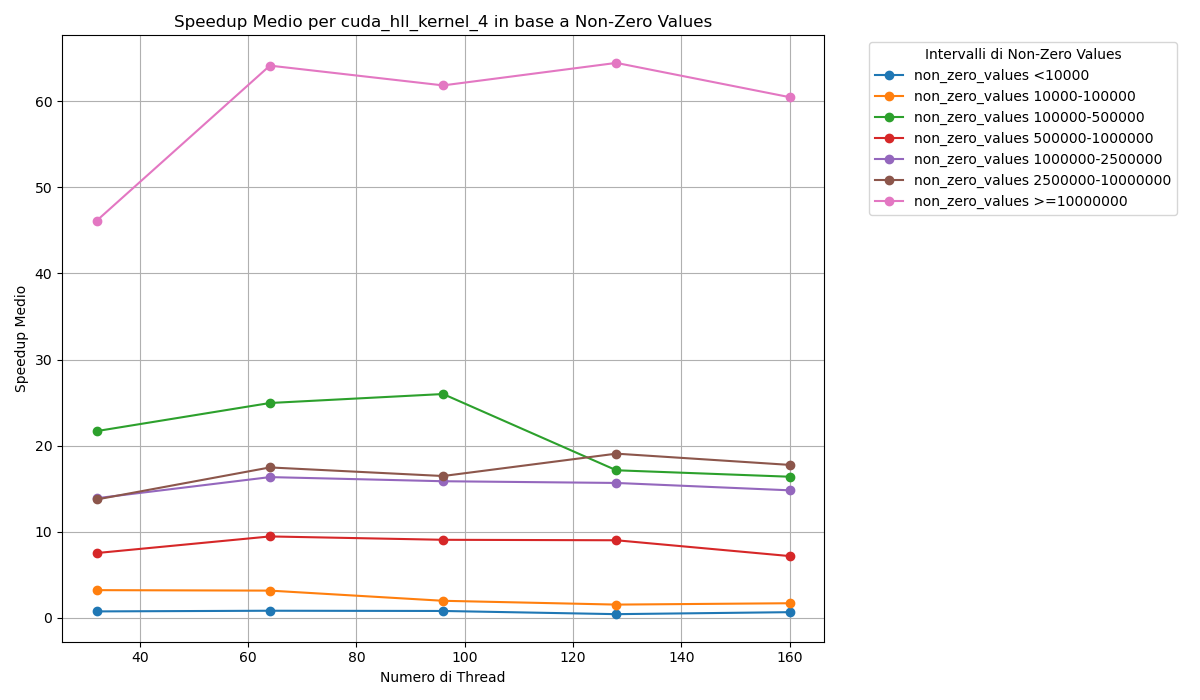 Speedup Medio per cuda_hll_kernel_4 in base a Non-Zero Values
Speedup Medio
60
50
40
30
20
10
0
40
60
80
100
120
140
160
Numero di Thread
Intervalli di Non-Zero Values
non_zero_values <10000
non_zero_values 10000-100000
non_zero_values 100000-500000
non_zero_values 500000-1000000
non_zero_values 1000000-2500000
non_zero_values 2500000-10000000
non_zero_values >=10000000